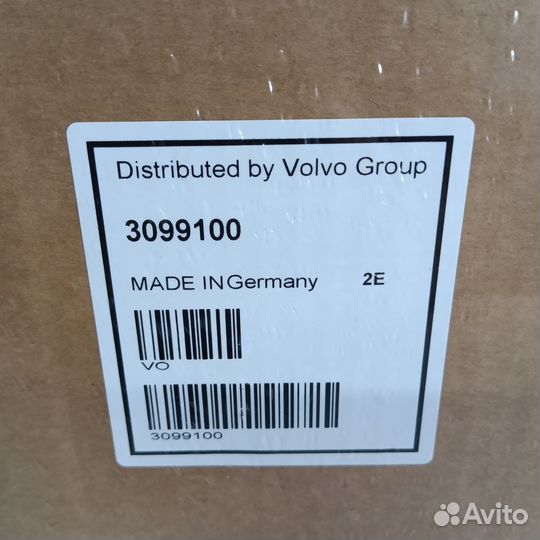 Distributed by Volvo Group
3099100
MADE IN Germany 2E
VO
3099100
Avito